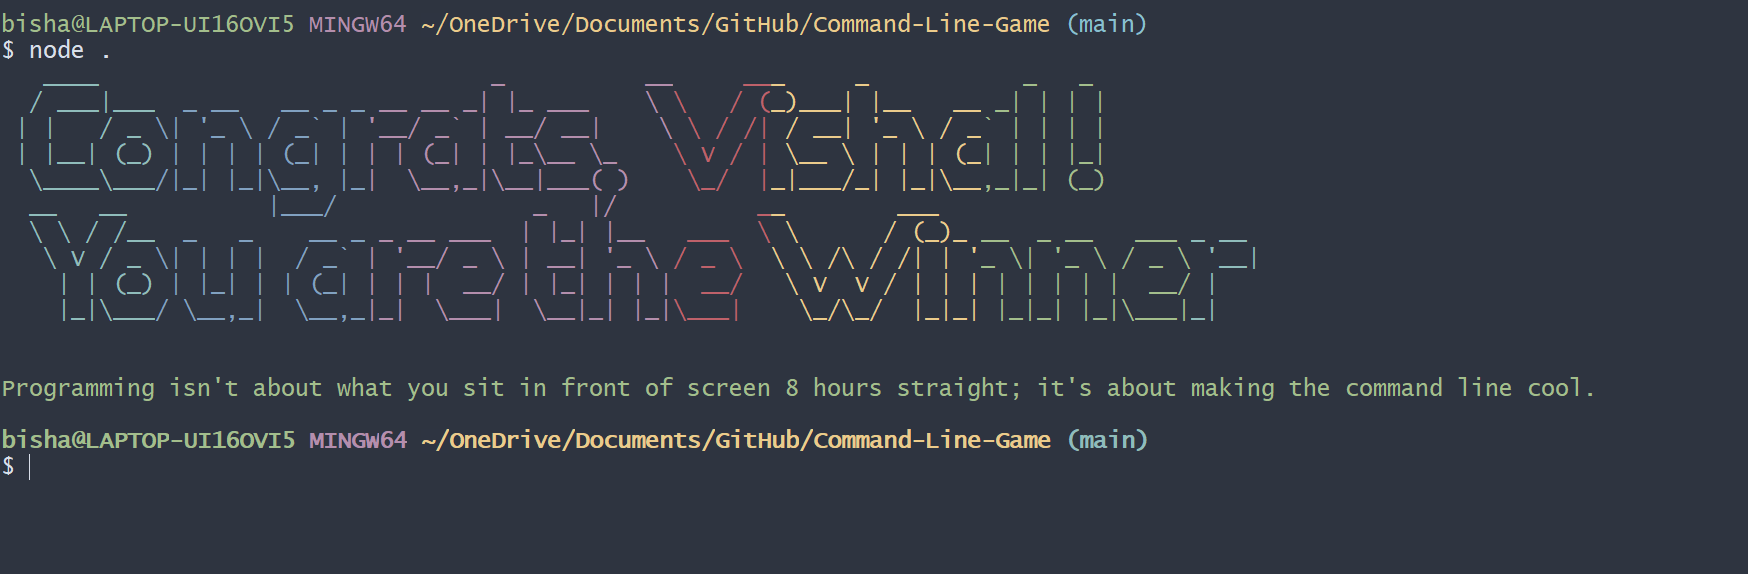 bisha@LAPTOP-UI16OVI5 MINGW64 ~/OneDrive/Documents/GitHub/Command-Line-Game (main)
$ node .
Congrats, Vishal!
You are the Winner
Programming isn't about what you sit in front of screen 8 hours straight; it's about making the command line cool.
bisha@LAPTOP-UI16OVI5 MINGW64 ~/OneDrive/Documents/GitHub/Command-Line-Game (main)
$